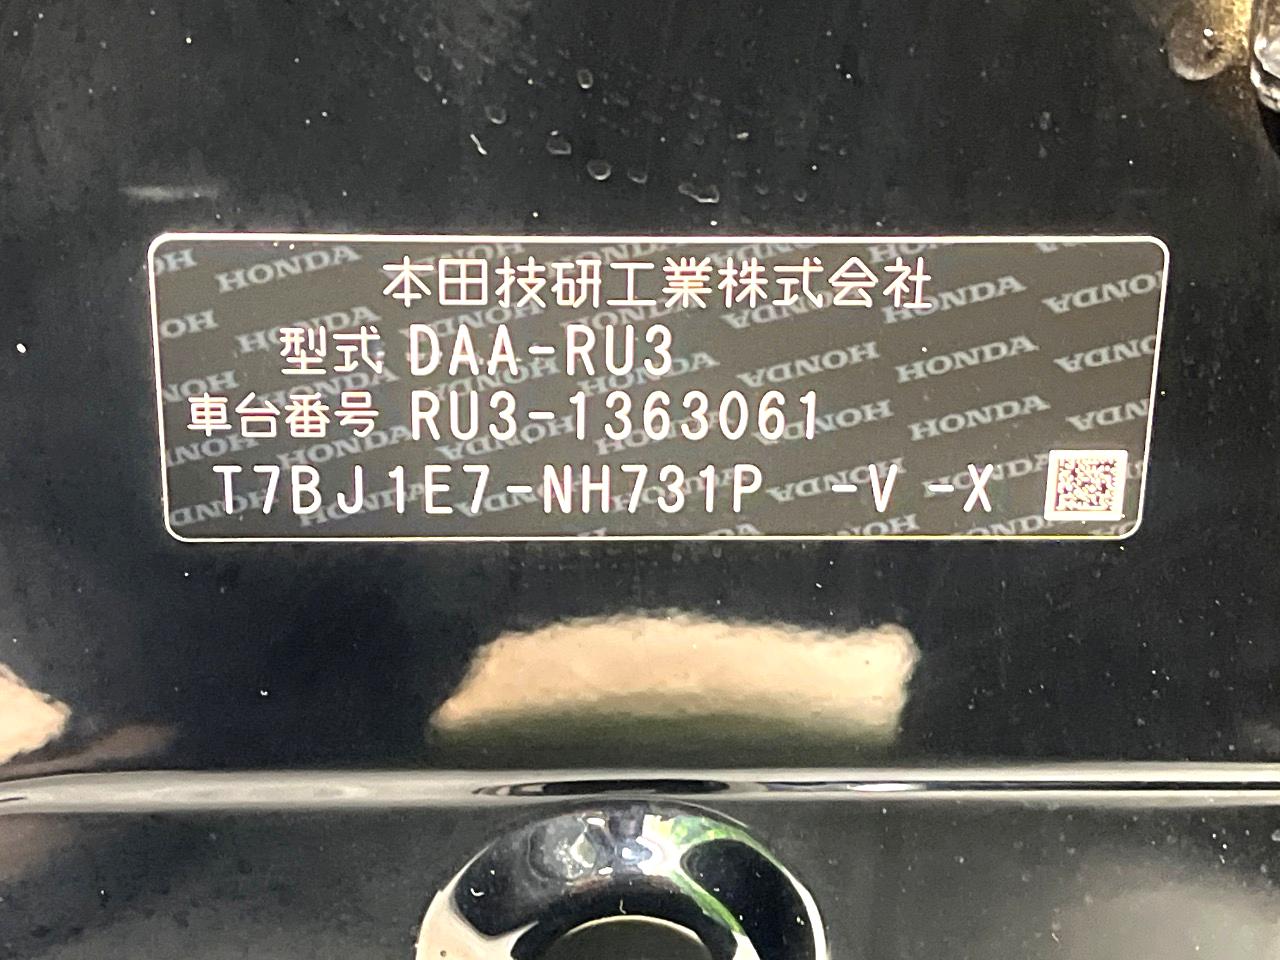 本田技研工業株式会社
型式 DAA-RU3
車台番号 RU3-1363061
T7BJ1E7-NH731P -V -X